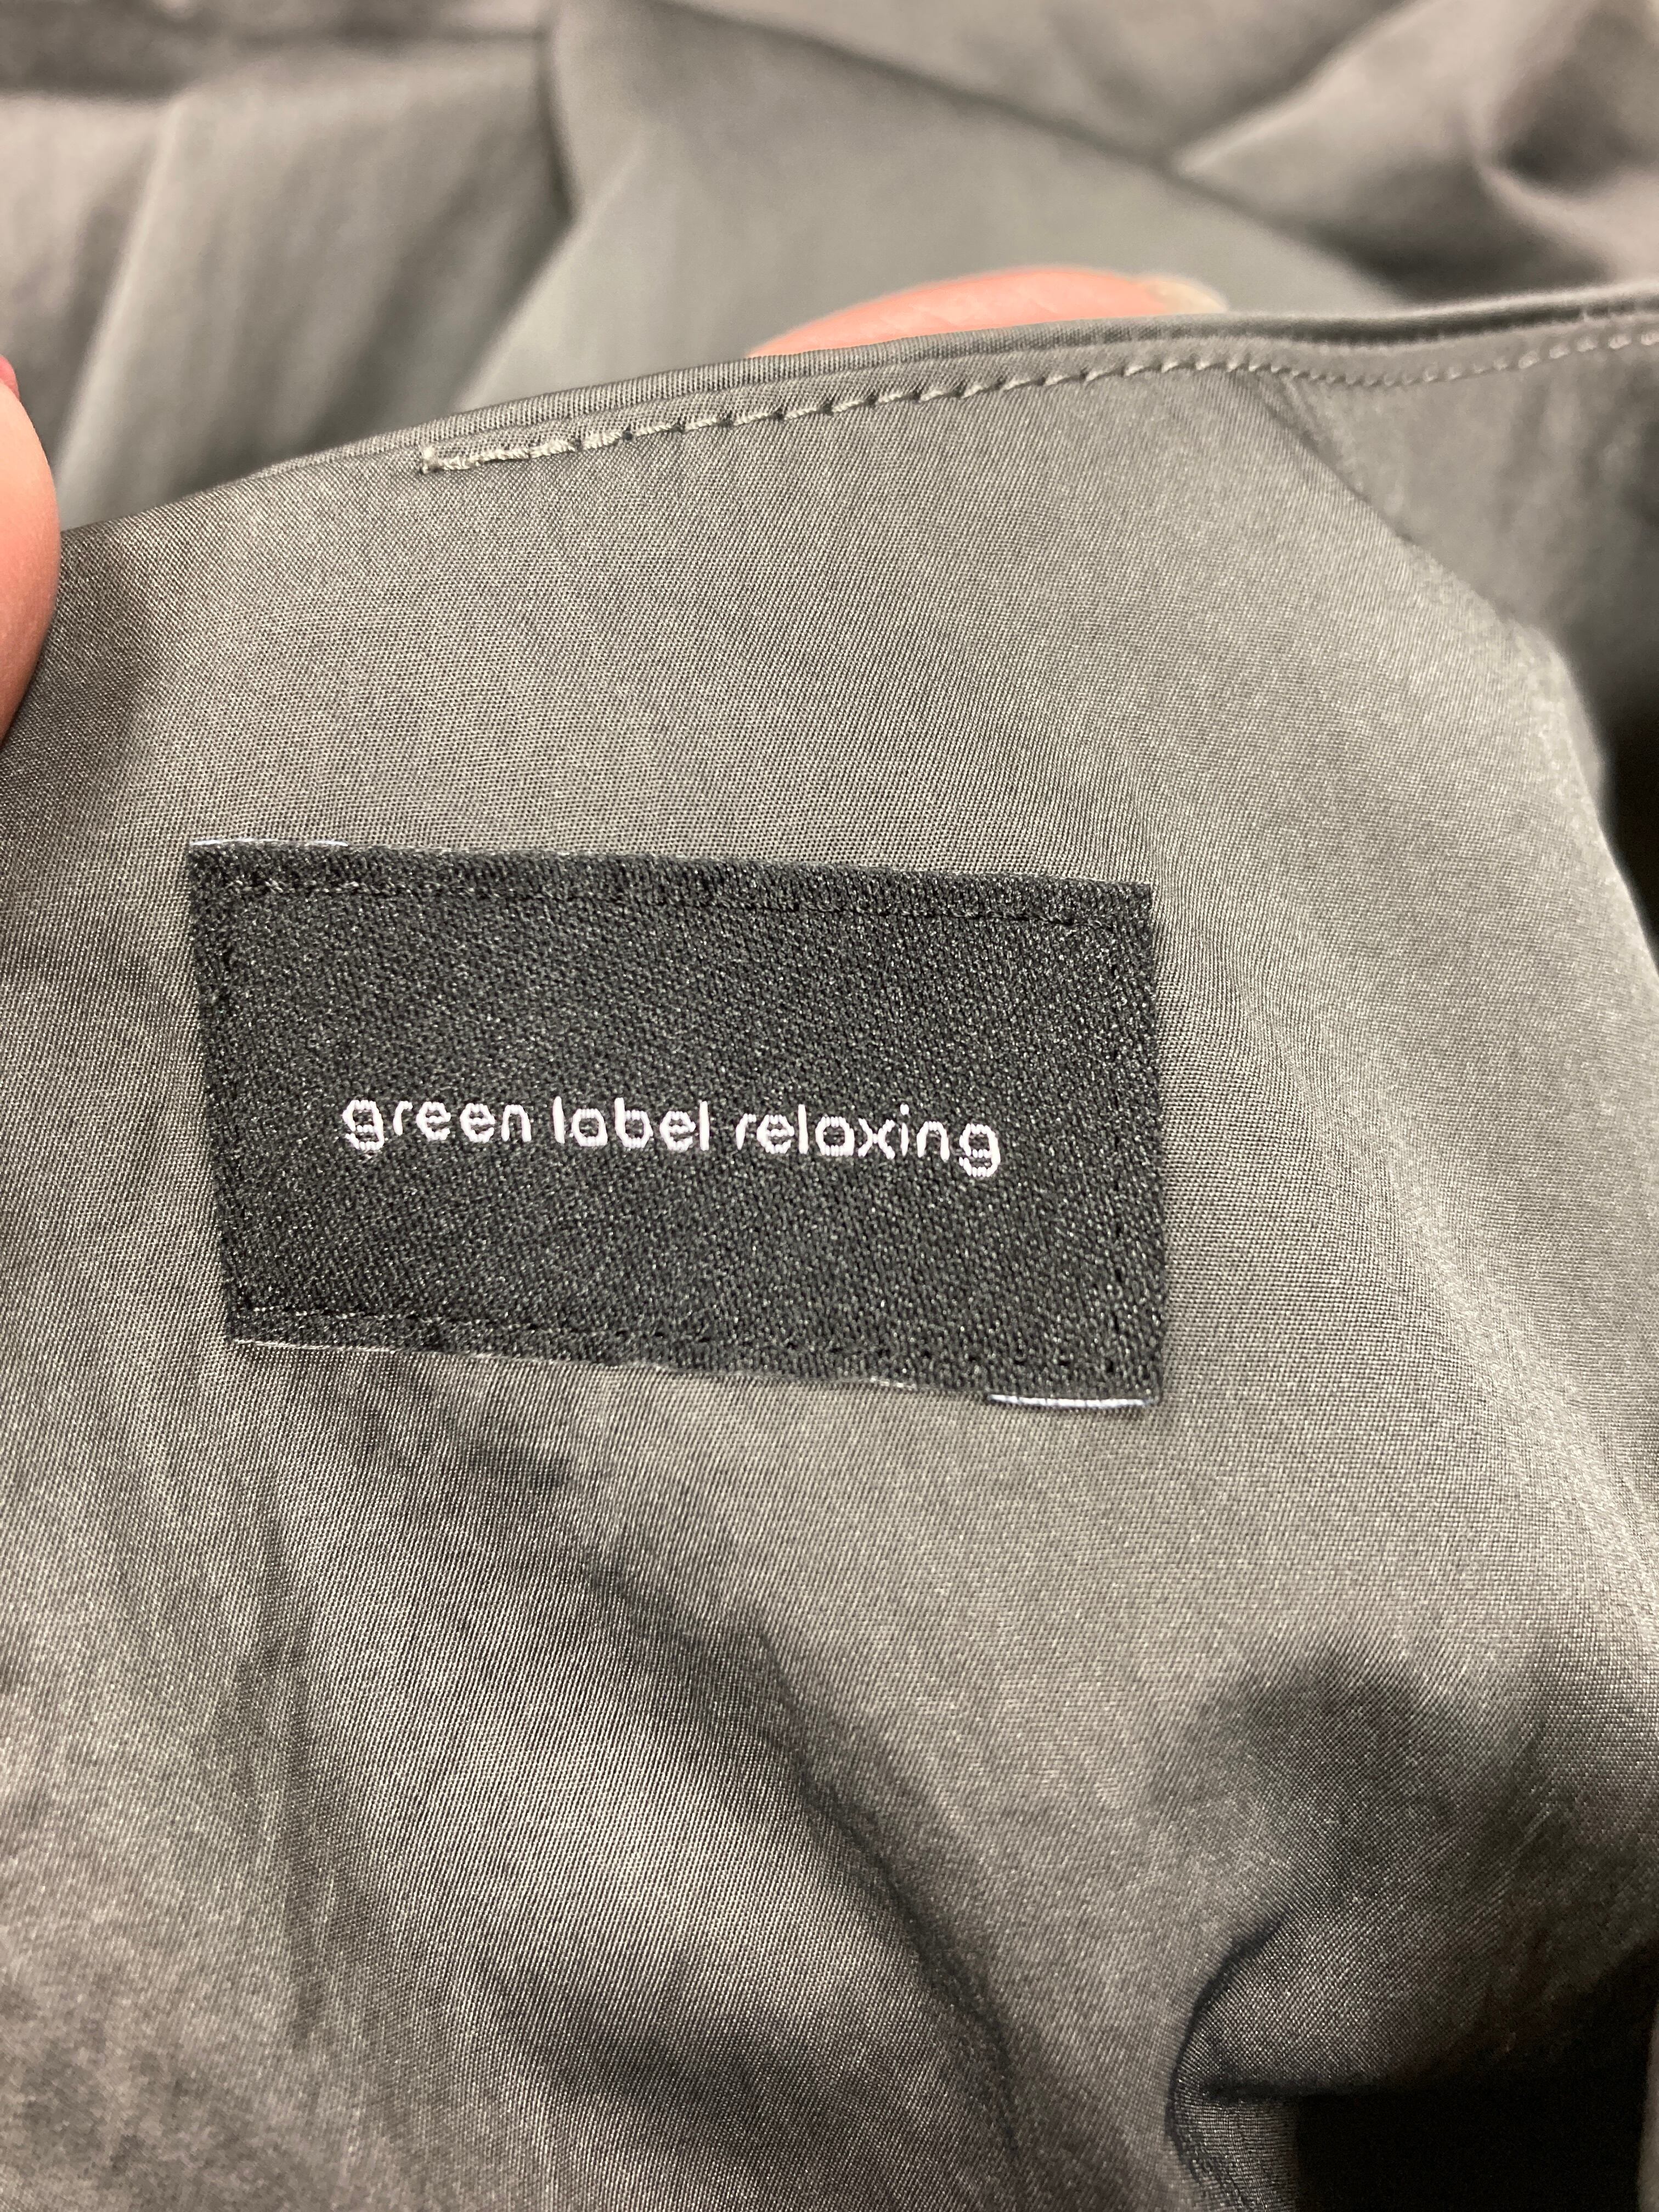 green label relaxing